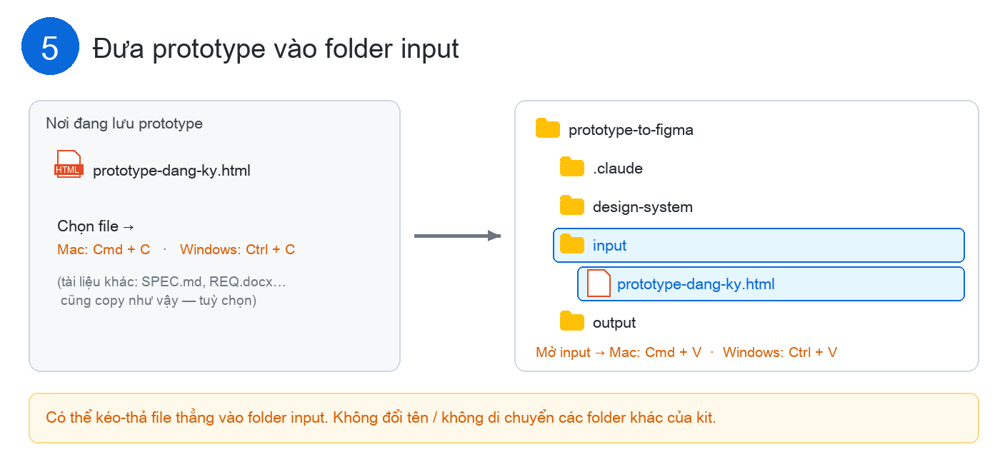 5
Đưa prototype vào folder input
Nơi đang lưu prototype
HTML
prototype-dang-ky.html
Chọn file →
Mac: Cmd + C · Windows: Ctrl + C
(tài liệu khác: SPEC.md, REQ.docx…
cũng copy như vậy — tuỳ chọn)
prototype-to-figma
.claude
design-system
input
prototype-dang-ky.html
output
Mở input → Mac: Cmd + V · Windows: Ctrl + V
Có thể kéo-thả file thẳng vào folder input. Không đổi tên / không di chuyển các folder khác của kit.